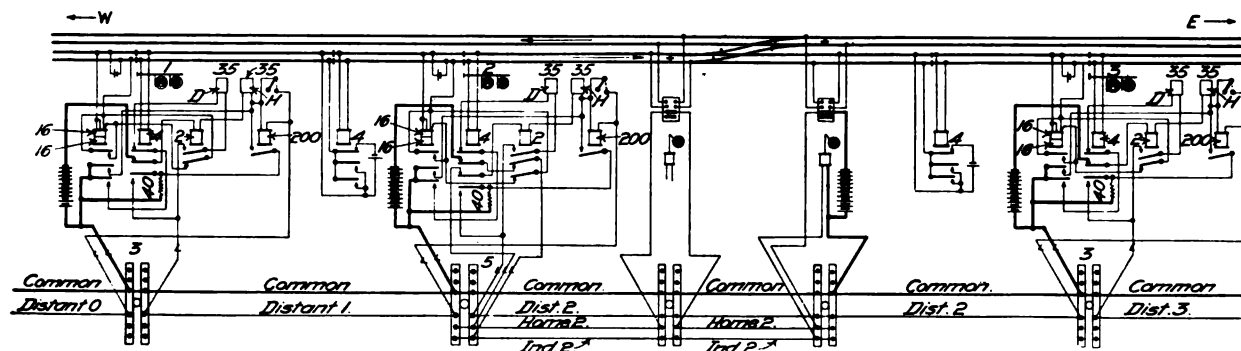 W E
1 35 35 2 35 35 3 35 35
D H D H D
16 4 2 200 4 16 4 2 200 4 16 4 2 200
16 16 16
40 40 40
3 5 3
Common Common Common. Common. Common Common
Distant 0 Distant 1. Dist. 2. Dist. 2 Dist. 3.
Home 2. Home 2.
Ind. 2 Ind. 2